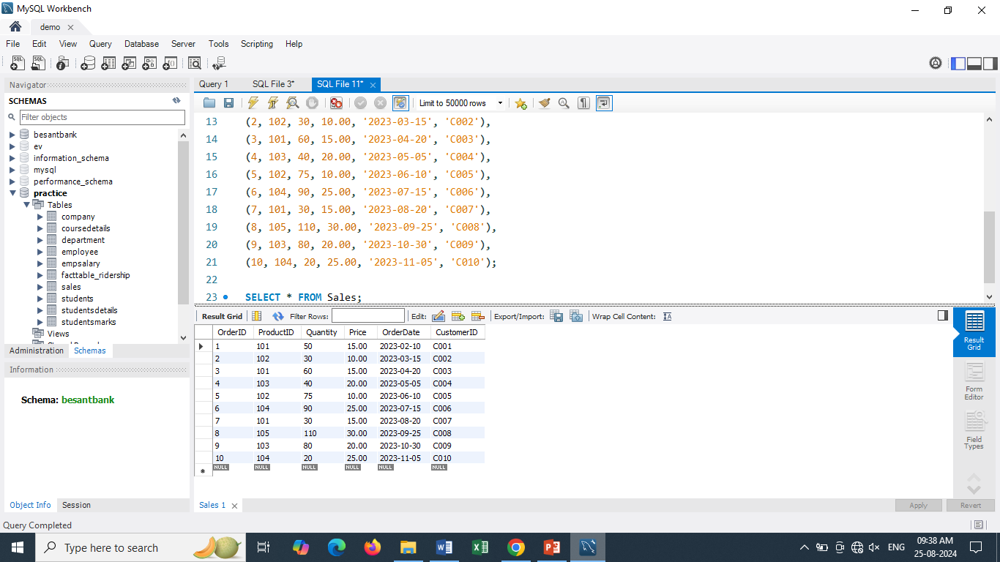 MySQL Workbench
demo
File Edit View Query Database Server Tools Scripting Help
Navigator
SCHEMAS
Filter objects
besantbank
ev
information_schema
mysql
performance_schema
practice
Tables
company
coursedetails
department
employee
empsalary
facttable_ridership
sales
students
studentsdetails
studentsmarks
Views
Administration Schemas
Information
Schema: besantbank
Object Info Session
Query 1 SQL File 3* SQL File 11*
Limit to 50000 rows
13 (2, 102, 30, 10.00, '2023-03-15', 'C002'),
14 (3, 101, 60, 15.00, '2023-04-20', 'C003'),
15 (4, 103, 40, 20.00, '2023-05-05', 'C004'),
16 (5, 102, 75, 10.00, '2023-06-10', 'C005'),
17 (6, 104, 90, 25.00, '2023-07-15', 'C006'),
18 (7, 101, 30, 15.00, '2023-08-20', 'C007'),
19 (8, 105, 110, 30.00, '2023-09-25', 'C008'),
20 (9, 103, 80, 20.00, '2023-10-30', 'C009'),
21 (10, 104, 20, 25.00, '2023-11-05', 'C010');
22
23 SELECT * FROM Sales;
Result Grid Filter Rows: Edit: Export/Import: Wrap Cell Content:
OrderID ProductID Quantity Price OrderDate CustomerID
1 101 50 15.00 2023-02-10 C001
2 102 30 10.00 2023-03-15 C002
3 101 60 15.00 2023-04-20 C003
4 103 40 20.00 2023-05-05 C004
5 102 75 10.00 2023-06-10 C005
6 104 90 25.00 2023-07-15 C006
7 101 30 15.00 2023-08-20 C007
8 105 110 30.00 2023-09-25 C008
9 103 80 20.00 2023-10-30 C009
10 104 20 25.00 2023-11-05 C010
NULL NULL NULL NULL NULL NULL
Result
Grid
Form
Editor
Field
Types
Sales 1
Apply Revert
Query Completed
Type here to search
ENG
09:38 AM
25-08-2024